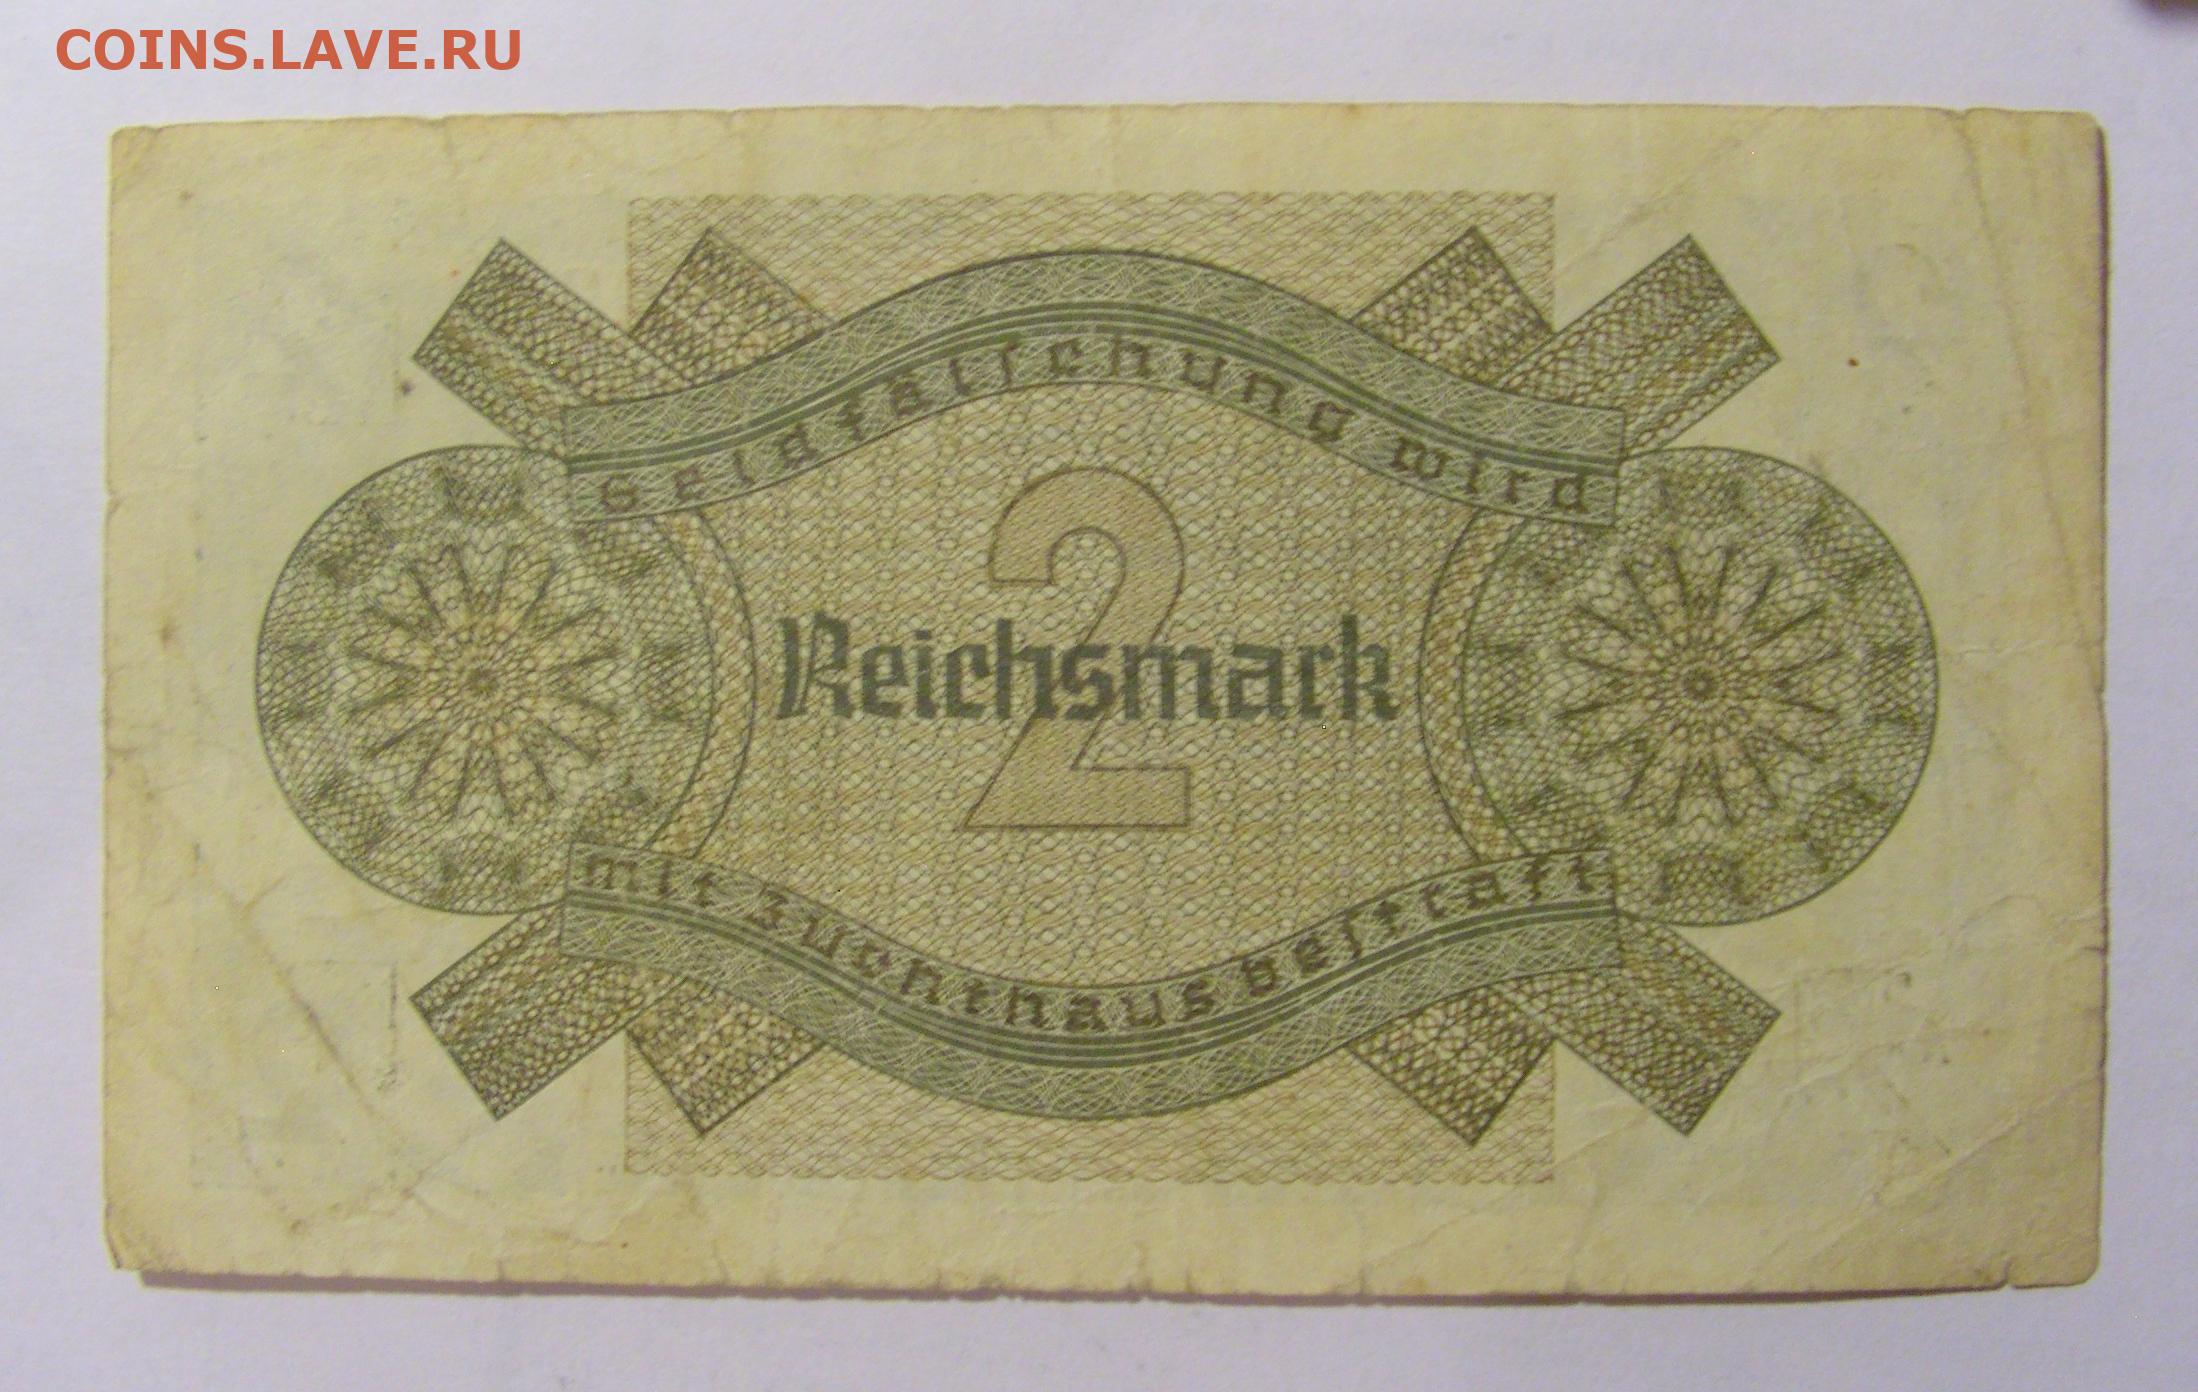 COINS.LAVE.RU
Geldfälschung wird
2
Reichsmark
mit Zuchthaus bestraft